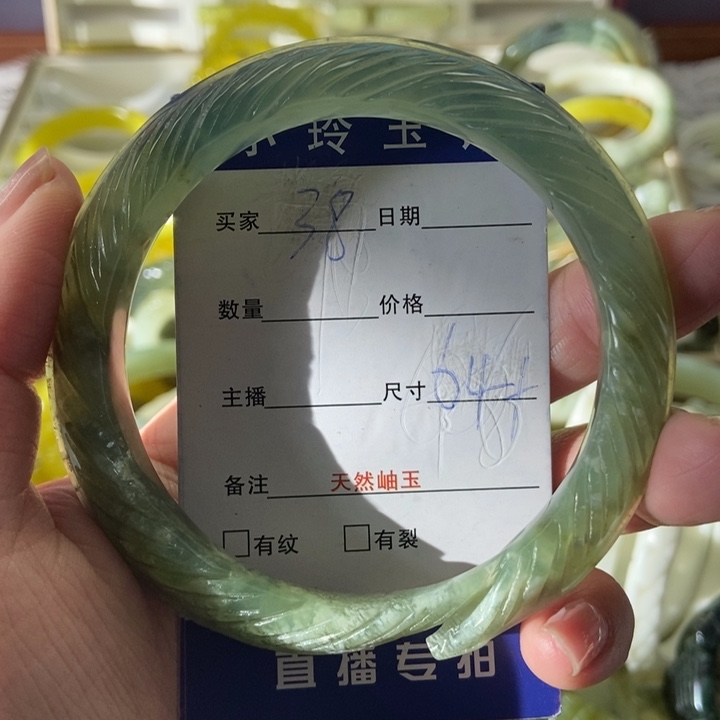 玲玉
买家 38 日期
数量 价格
主播 尺寸 64+
备注 天然岫玉
□有纹 □有裂
直播专拍